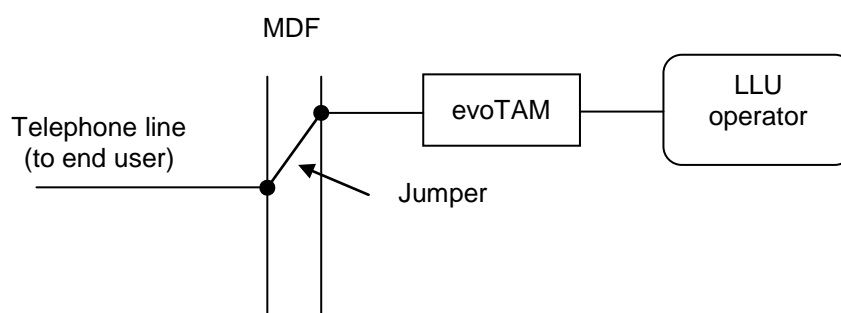 MDF
Telephone line
(to end user)
evoTAM
LLU
operator
Jumper